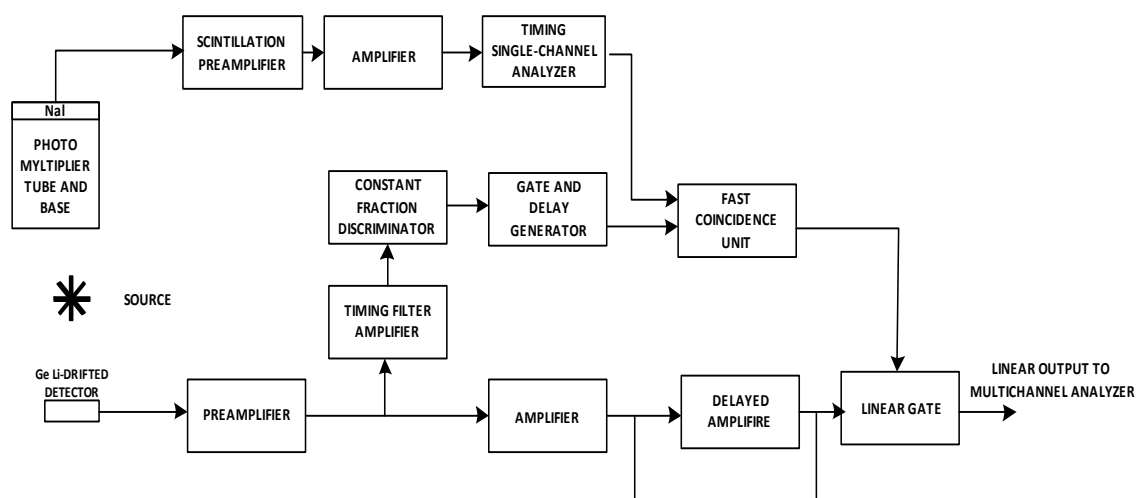 SCINTILLATION
PREAMPLIFIER
AMPLIFIER
TIMING
SINGLE-CHANNEL
ANALYZER
NaI
PHOTO
MYLTIPLIER
TUBE AND
BASE
CONSTANT
FRACTION
DISCRIMINATOR
GATE AND
DELAY
GENERATOR
FAST
COINCIDENCE
UNIT
SOURCE
TIMING FILTER
AMPLIFIER
Ge Li-DRIFTED
DETECTOR
PREAMPLIFIER
AMPLIFIER
DELAYED
AMPLIFIRE
LINEAR GATE
LINEAR OUTPUT TO
MULTICHANNEL ANALYZER